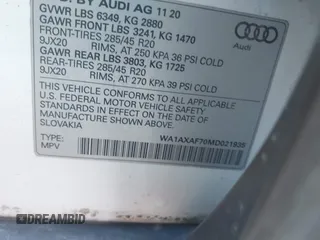 BY AUDI AG 11 20
GVWR LBS 6349, KG 2880
GAWR FRONT LBS 3241, KG 1470
FRONT-TIRES 285/45 R20
9JX20 RIMS, AT 250 KPA 36 PSI COLD
GAWR REAR LBS 3803, KG 1725
REAR-TIRES 285/45 R20
9JX20 RIMS, AT 270 KPA 39 PSI COLD
THIS VEHICLE CONFORMS TO ALL APPLICABLE
U.S. FEDERAL MOTOR VEHICLE SAFETY STANDARDS
IN EFFECT ON THE DATE OF
MANUFACTURE SHOWN ABOVE.
SLOVAKIA
TYPE:
MPV
WA1AXAF70MD021935
Audi
DREAMBID